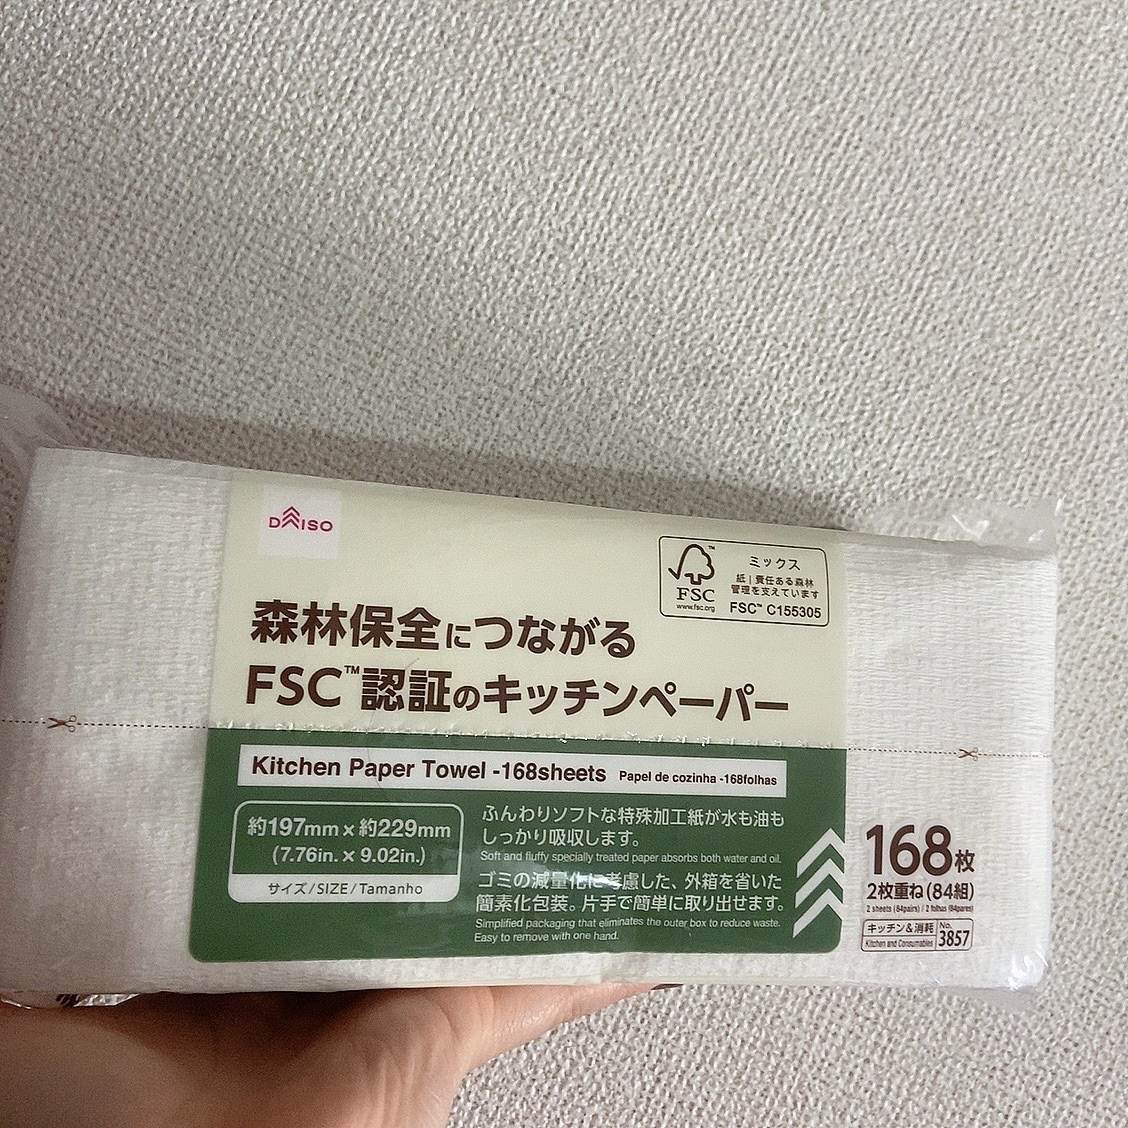 DAISO
FSC™
www.fsc.org
ミックス
紙|責任ある森林
管理を支えています
FSC™ C155305
森林保全につながる
FSC™認証のキッチンペーパー
Kitchen Paper Towel -168sheets Papel de cozinha -168folhas
約197mm×約229mm
(7.76in. × 9.02in.)
サイズ/SIZE/Tamanho
ふんわりソフトな特殊加工紙が水も油も
しっかり吸収します。
Soft and fluffy specially treated paper absorbs both water and oil.
ゴミの減量化に考慮した、外箱を省いた
簡素化包装。片手で簡単に取り出せます。
Simplified packaging that eliminates the outer box to reduce waste.
Easy to remove with one hand.
168枚
2枚重ね(84組)
2 sheets (84pairs) / 2 folhas (84pares)
キッチン&消耗
Kitchen and Consumables
No.
3857